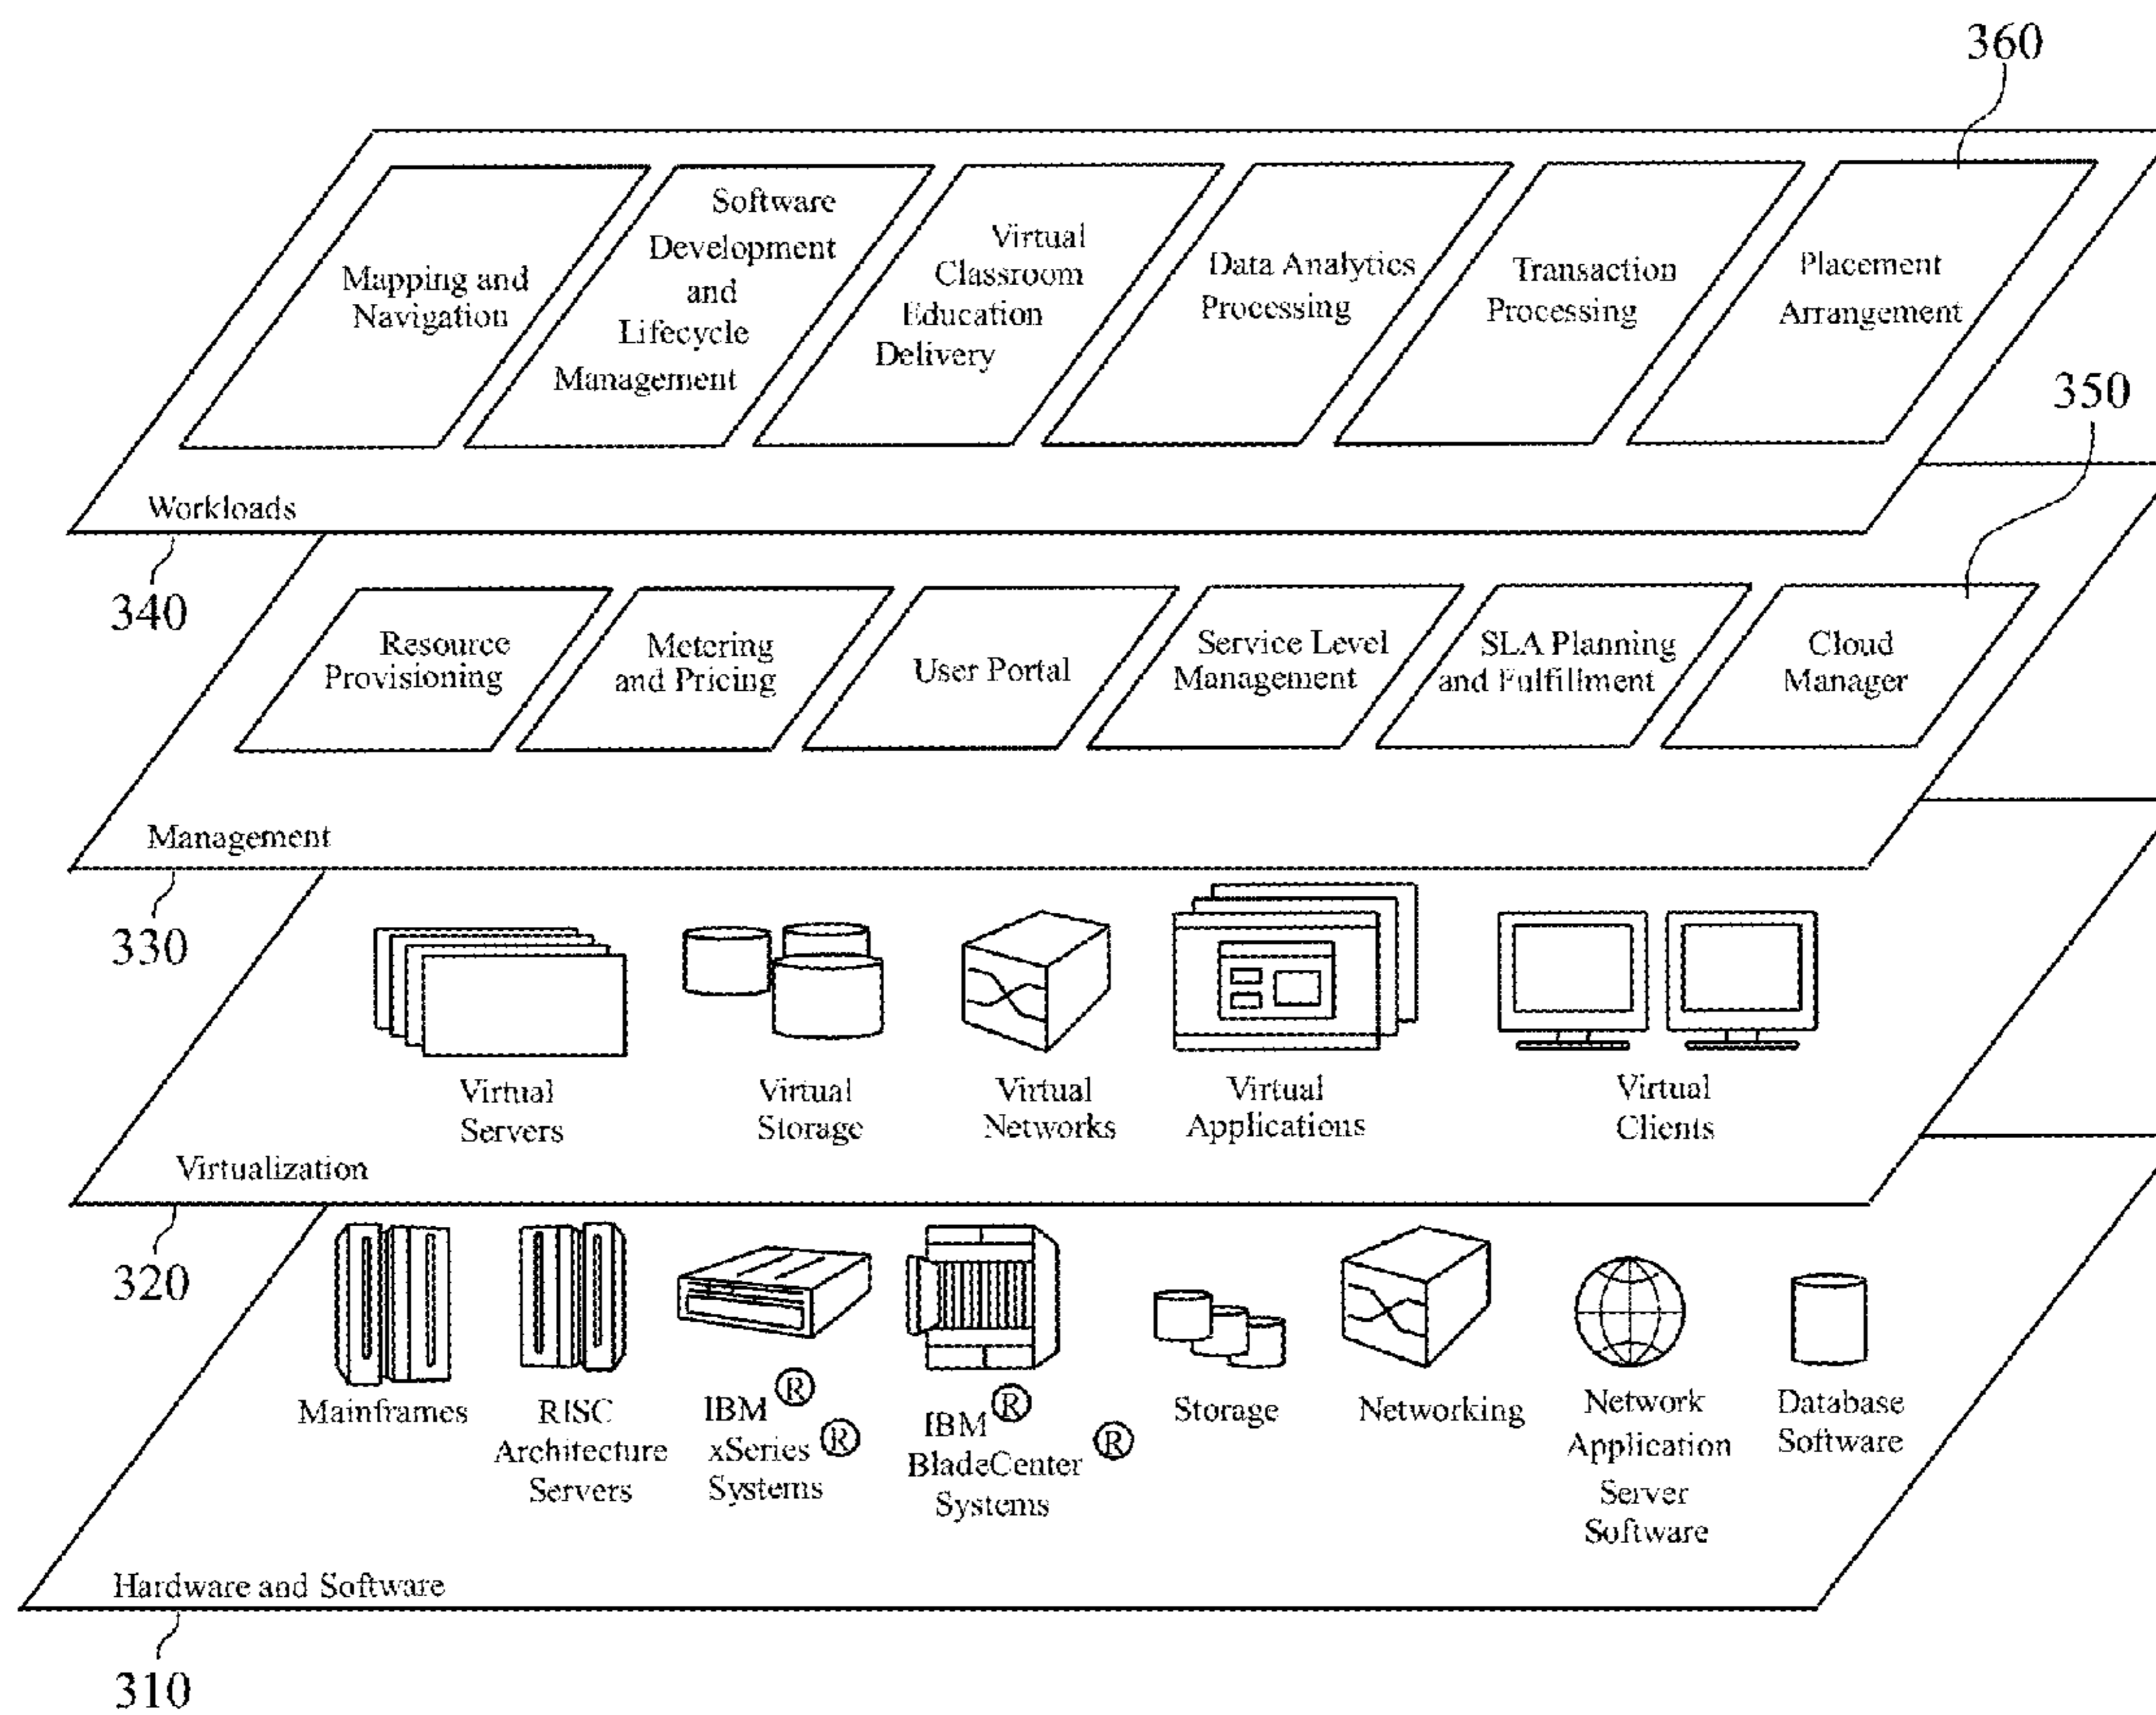 360
Mapping and
Navigation
Software
Development
and
Lifecycle
Management
Virtual
Classroom
Education
Delivery
Data Analytics
Processing
Transaction
Processing
Placement
Arrangement
350
Workloads
340
Resource
Provisioning
Metering
and Pricing
User Portal
Service Level
Management
SLA Planning
and Fulfillment
Cloud
Manager
Management
330
Virtual
Servers
Virtual
Storage
Virtual
Networks
Virtual
Applications
Virtual
Clients
Virtualization
320
Mainframes
RISC
Architecture
Servers
IBM ®
xSeries ®
Systems
IBM ®
BladeCenter ®
Systems
Storage
Networking
Network
Application
Server
Software
Database
Software
Hardware and Software
310